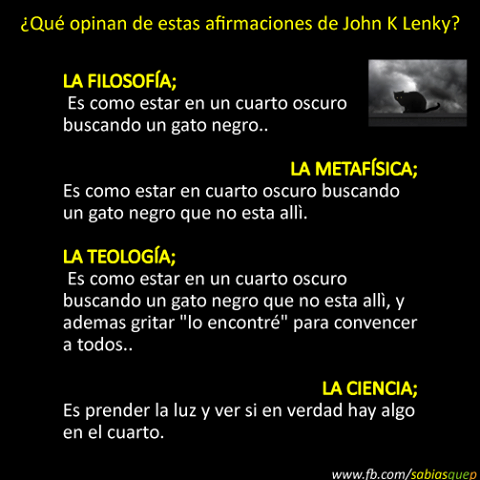 ¿Qué opinan de estas afirmaciones de John K Lenky?
LA FILOSOFÍA;
Es como estar en un cuarto oscuro
buscando un gato negro..
LA METAFÍSICA;
Es como estar en cuarto oscuro buscando
un gato negro que no esta allì.
LA TEOLOGÍA;
Es como estar en un cuarto oscuro
buscando un gato negro que no esta allì, y
ademas gritar "lo encontré" para convencer
a todos..
LA CIENCIA;
Es prender la luz y ver si en verdad hay algo
en el cuarto.
www.fb.com/sabiasquep